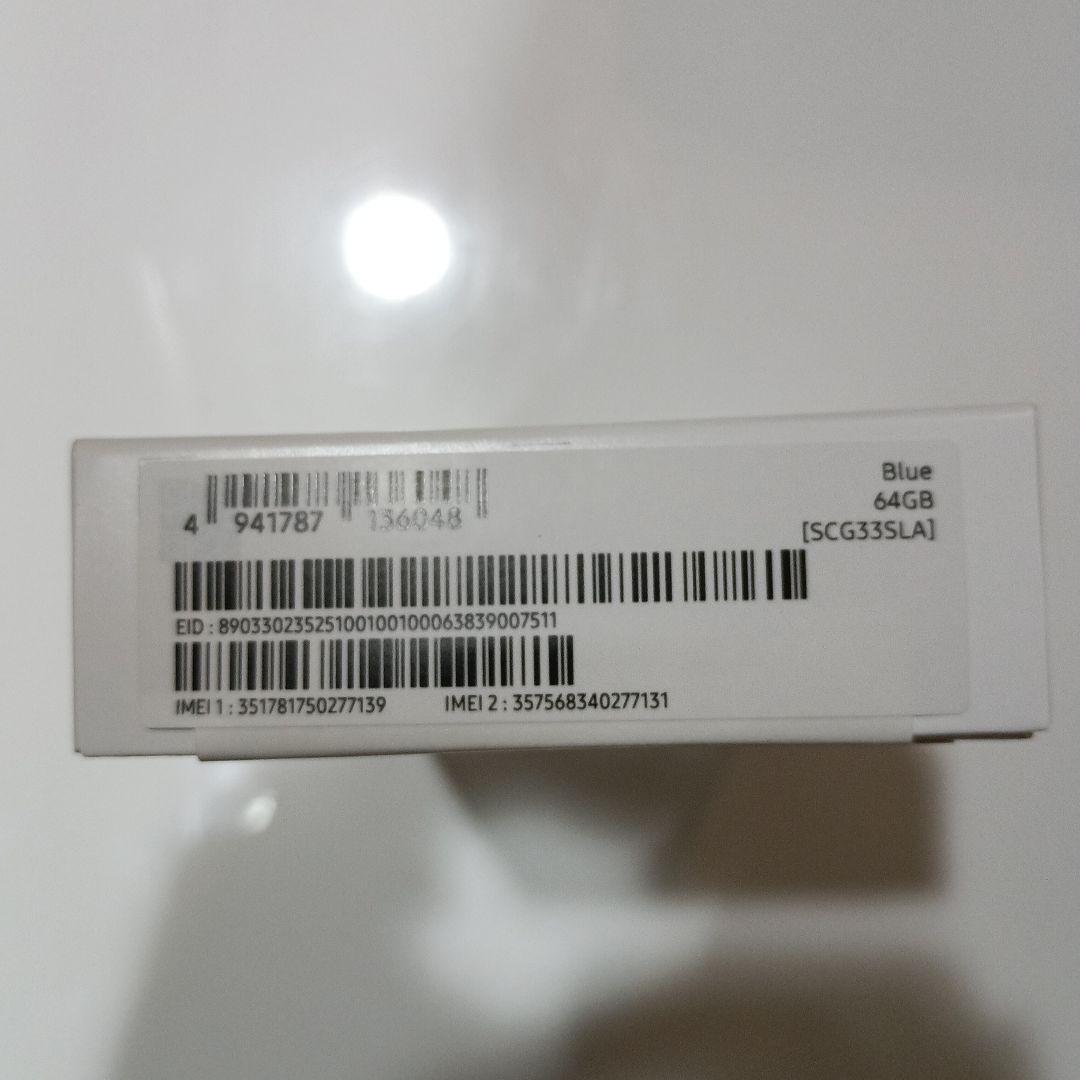 4 941787 136048
Blue
64GB
[SCG33SLA]
EID : 89033023525100100100063839007511
IMEI 1 : 351781750277139 IMEI 2 : 357568340277131